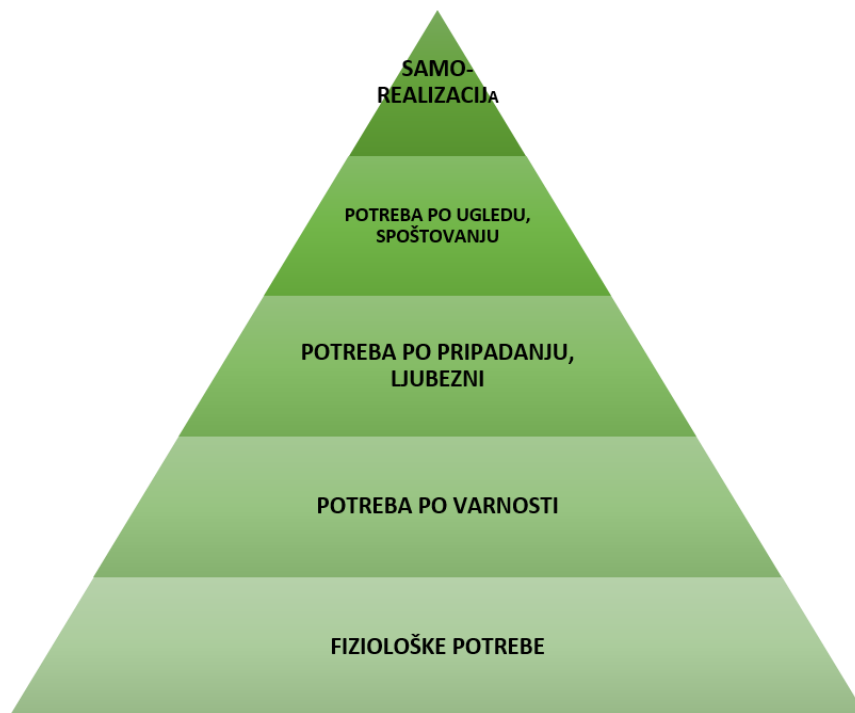 SAMO-
REALIZACIJA
POTREBA PO UGLEDU,
SPOŠTOVANJU
POTREBA PO PRIPADANJU,
LJUBEZNI
POTREBA PO VARNOSTI
FIZIOLOŠKE POTREBE